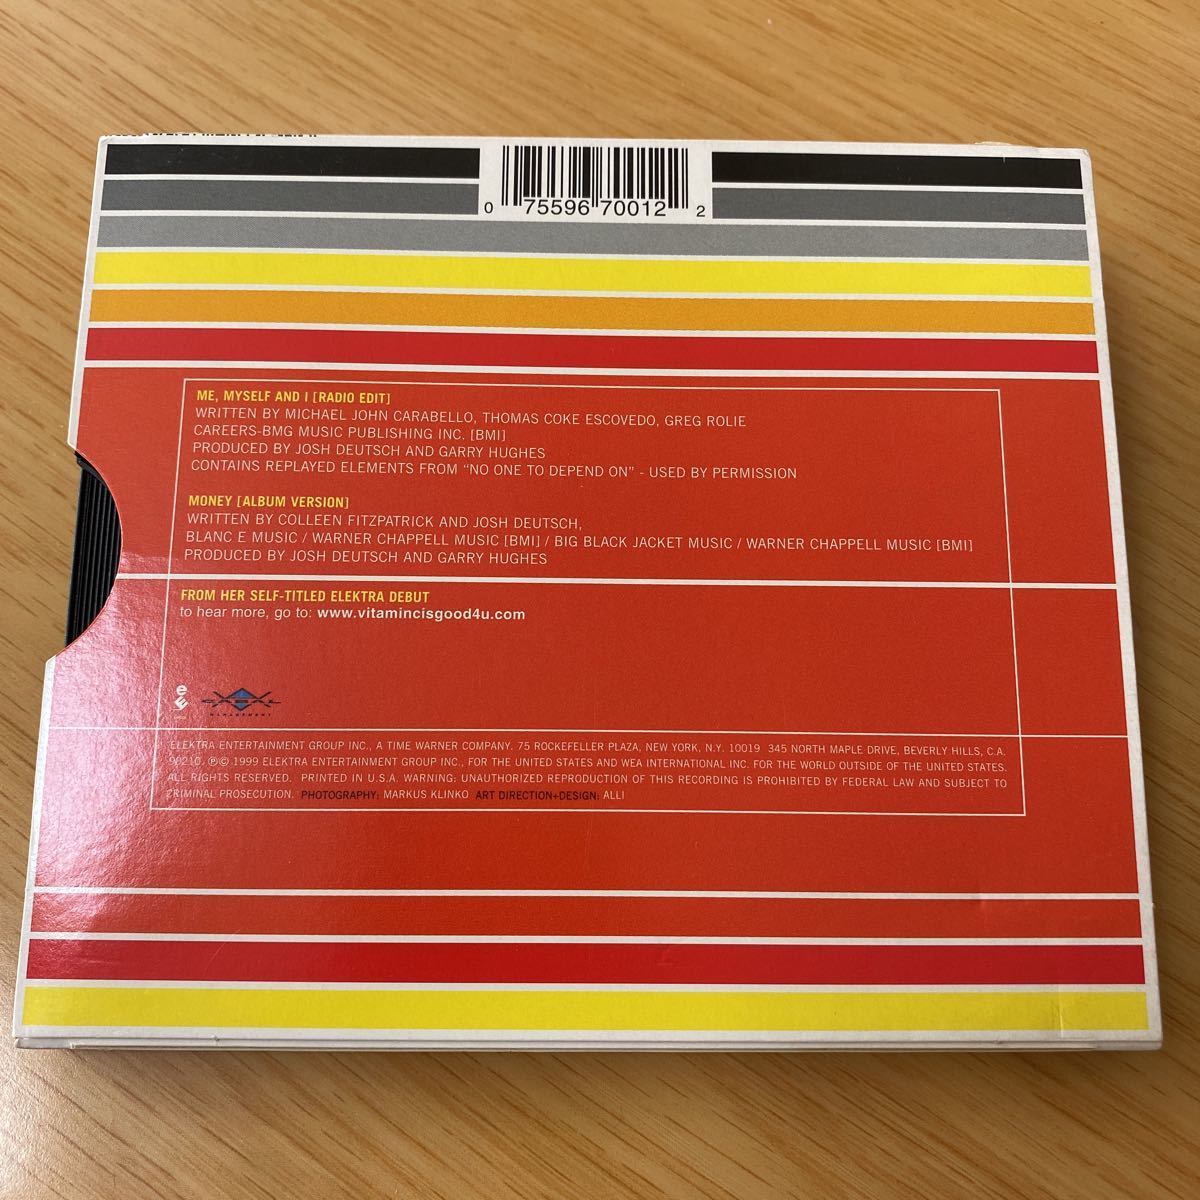 0 75596 70012 2
ME, MYSELF AND I [RADIO EDIT]
WRITTEN BY MICHAEL JOHN CARABELLO, THOMAS COKE ESCOVEDO, GREG ROLIE
CAREERS-BMG MUSIC PUBLISHING INC. [BMI]
PRODUCED BY JOSH DEUTSCH AND GARRY HUGHES
CONTAINS REPLAYED ELEMENTS FROM “NO ONE TO DEPEND ON” - USED BY PERMISSION
MONEY [ALBUM VERSION]
WRITTEN BY COLLEEN FITZPATRICK AND JOSH DEUTSCH,
BLANC E MUSIC / WARNER CHAPPELL MUSIC [BMI] / BIG BLACK JACKET MUSIC / WARNER CHAPPELL MUSIC [BMI]
PRODUCED BY JOSH DEUTSCH AND GARRY HUGHES
FROM HER SELF-TITLED ELEKTRA DEBUT
to hear more, go to: www.vitamincisgood4u.com
MANAGEMENT
ELEKTRA ENTERTAINMENT GROUP INC., A TIME WARNER COMPANY. 75 ROCKEFELLER PLAZA, NEW YORK, N.Y. 10019 345 NORTH MAPLE DRIVE, BEVERLY HILLS, C.A.
90210. ℗© 1999 ELEKTRA ENTERTAINMENT GROUP INC., FOR THE UNITED STATES AND WEA INTERNATIONAL INC. FOR THE WORLD OUTSIDE OF THE UNITED STATES.
ALL RIGHTS RESERVED. PRINTED IN U.S.A. WARNING: UNAUTHORIZED REPRODUCTION OF THIS RECORDING IS PROHIBITED BY FEDERAL LAW AND SUBJECT TO
CRIMINAL PROSECUTION. PHOTOGRAPHY: MARKUS KLINKO ART DIRECTION+DESIGN: ALLI